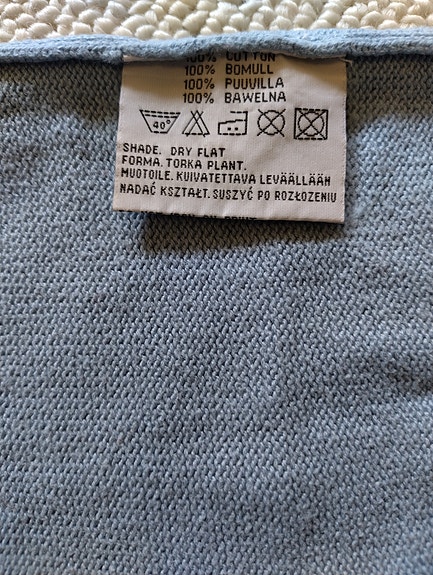 100% COTTON
100% BOMULL
100% PUUVILLA
100% BAWELNA
40°
SHADE. DRY FLAT
FORMA. TORKA PLANT.
MUOTOILE. KUIVATETTAVA LEVÄÄLLÄÄH
NADAĆ KSZTAŁT. SUSZYĆ PO ROZŁOZENIU